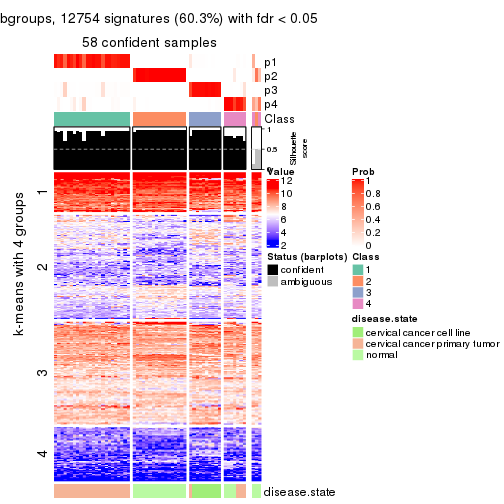 bgroups, 12754 signatures (60.3%) with fdr < 0.05
58 confident samples
p1
p2
p3
p4
Class
1
0.5
0
Silhouette
score
k-means with 4 groups
1
2
3
4
Value
12
10
8
6
4
2
Prob
1
0.8
0.6
0.4
0.2
0
Status (barplots)
confident
ambiguous
Class
1
2
3
4
disease.state
cervical cancer cell line
cervical cancer primary tumor
normal
disease.state